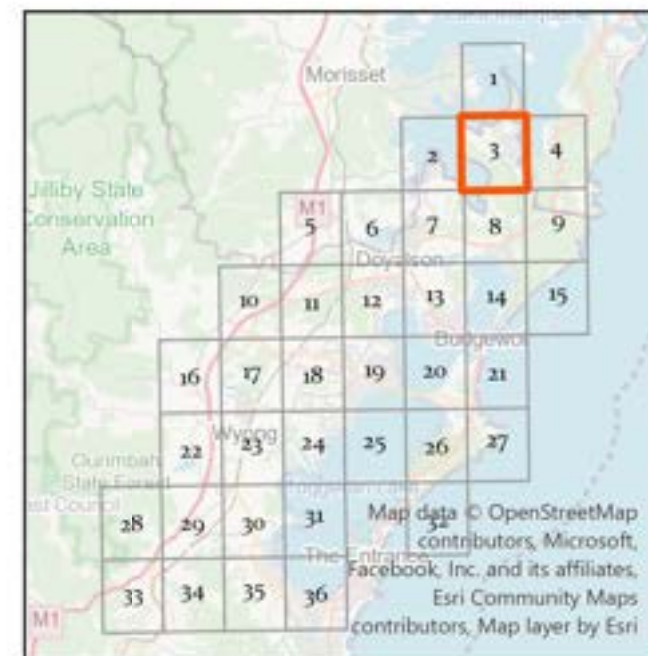 Morisset
1
2
3
4
Jilliby State
Conservation
Area
M1
5
6
7
8
9
Doyalson
10
11
12
13
14
15
Budgewoi
16
17
18
19
20
21
Wyong
22
23
24
25
26
27
Ourimbah
State Forest
28
29
30
31
32
The Entrance
33
34
35
36
M1
Map data © OpenStreetMap
contributors, Microsoft,
Facebook, Inc. and its affiliates,
Esri Community Maps
contributors, Map layer by Esri